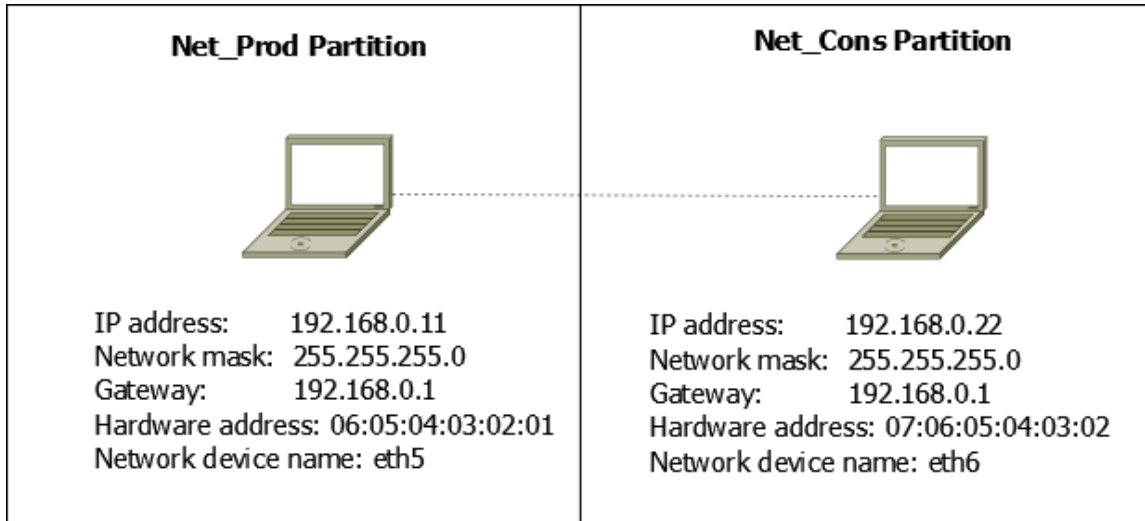 Net_Prod Partition
IP address: 192.168.0.11
Network mask: 255.255.255.0
Gateway: 192.168.0.1
Hardware address: 06:05:04:03:02:01
Network device name: eth5
Net_Cons Partition
IP address: 192.168.0.22
Network mask: 255.255.255.0
Gateway: 192.168.0.1
Hardware address: 07:06:05:04:03:02
Network device name: eth6